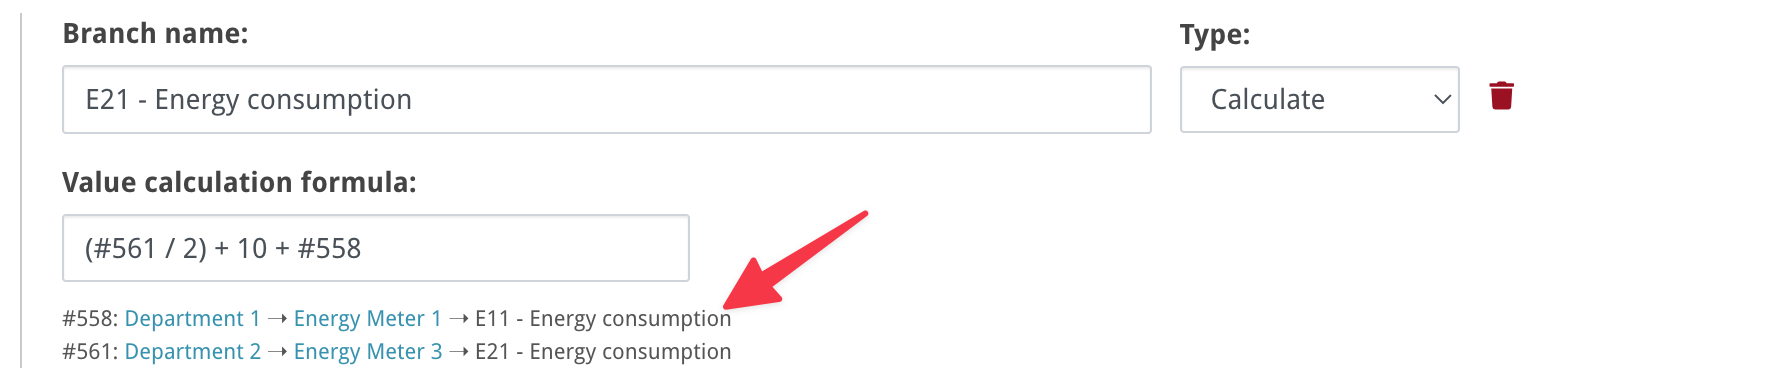 Branch name:
Type:
E21 - Energy consumption
Calculate
Value calculation formula:
(#561 / 2) + 10 + #558
#558: Department 1 → Energy Meter 1 → E11 - Energy consumption
#561: Department 2 → Energy Meter 3 → E21 - Energy consumption